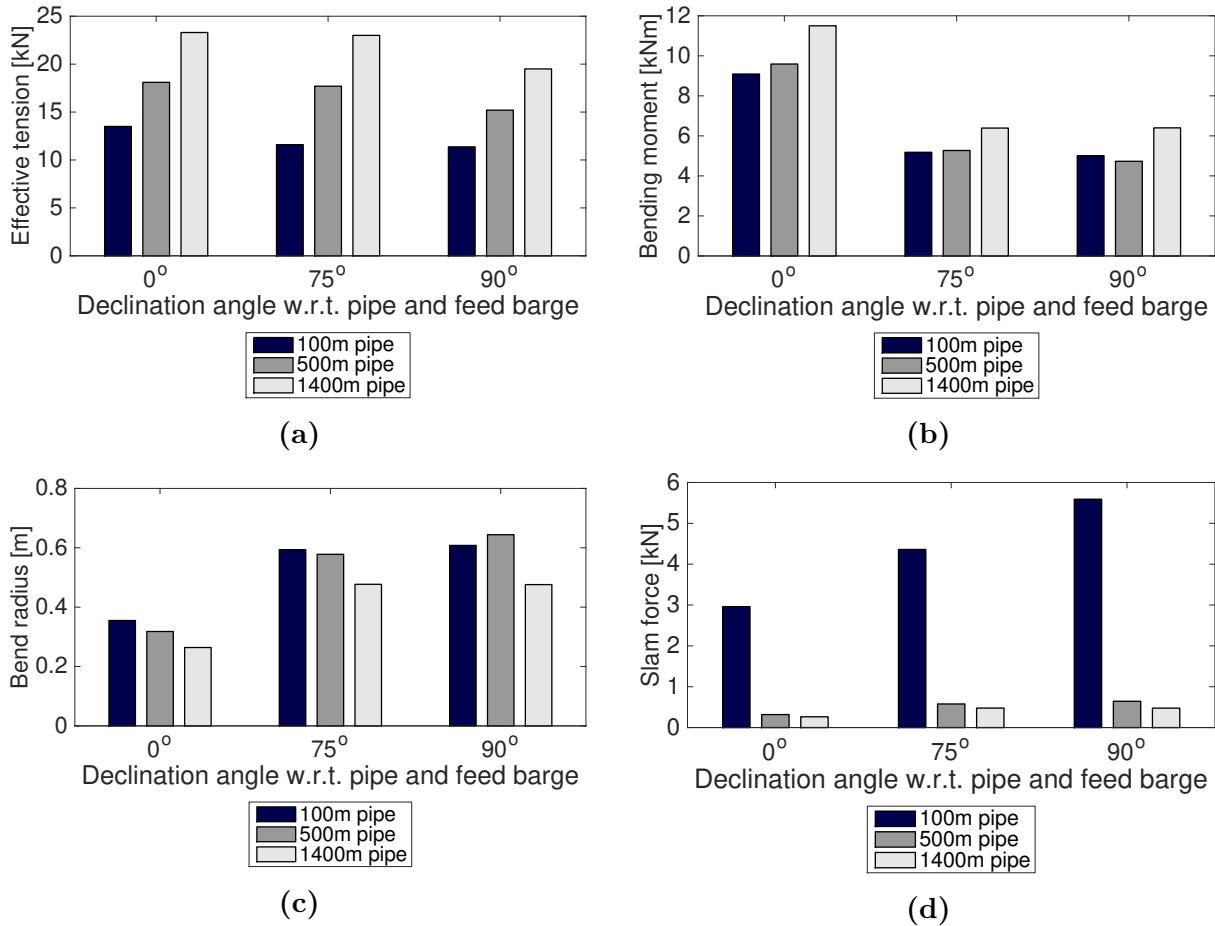 Effective tension [kN]
25
20
15
10
5
0
0°
75°
90°
Declination angle w.r.t. pipe and feed barge
100m pipe
500m pipe
1400m pipe
(a)
Bending moment [kNm]
12
10
8
6
4
2
0
0°
75°
90°
Declination angle w.r.t. pipe and feed barge
100m pipe
500m pipe
1400m pipe
(b)
Bend radius [m]
0.8
0.6
0.4
0.2
0
0°
75°
90°
Declination angle w.r.t. pipe and feed barge
100m pipe
500m pipe
1400m pipe
(c)
Slam force [kN]
6
5
4
3
2
1
0
0°
75°
90°
Declination angle w.r.t. pipe and feed barge
100m pipe
500m pipe
1400m pipe
(d)